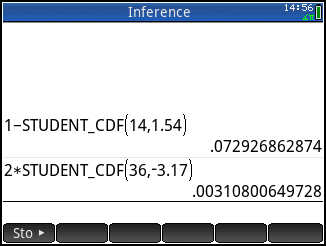 Inference
14:56
1−STUDENT_CDF(14,1.54)
.072926862874
2*STUDENT_CDF(36,-3.17)
.00310800649728
Sto ▸